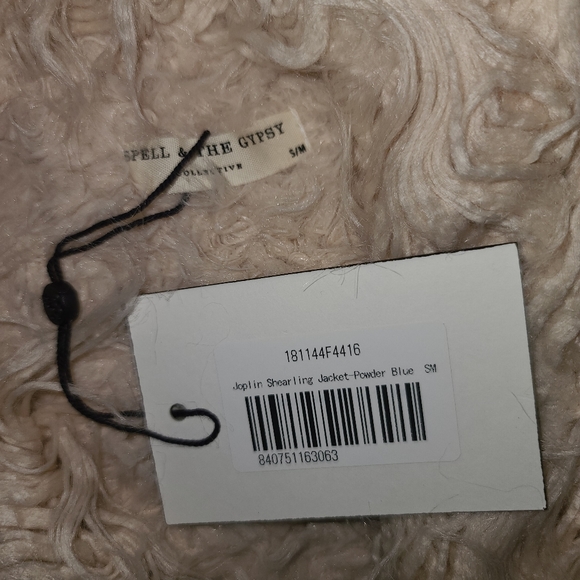 SPELL & THE GYPSY
COLLECTIVE
S/M
181144F4416
Joplin Shearling Jacket-Powder Blue SM
840751163063